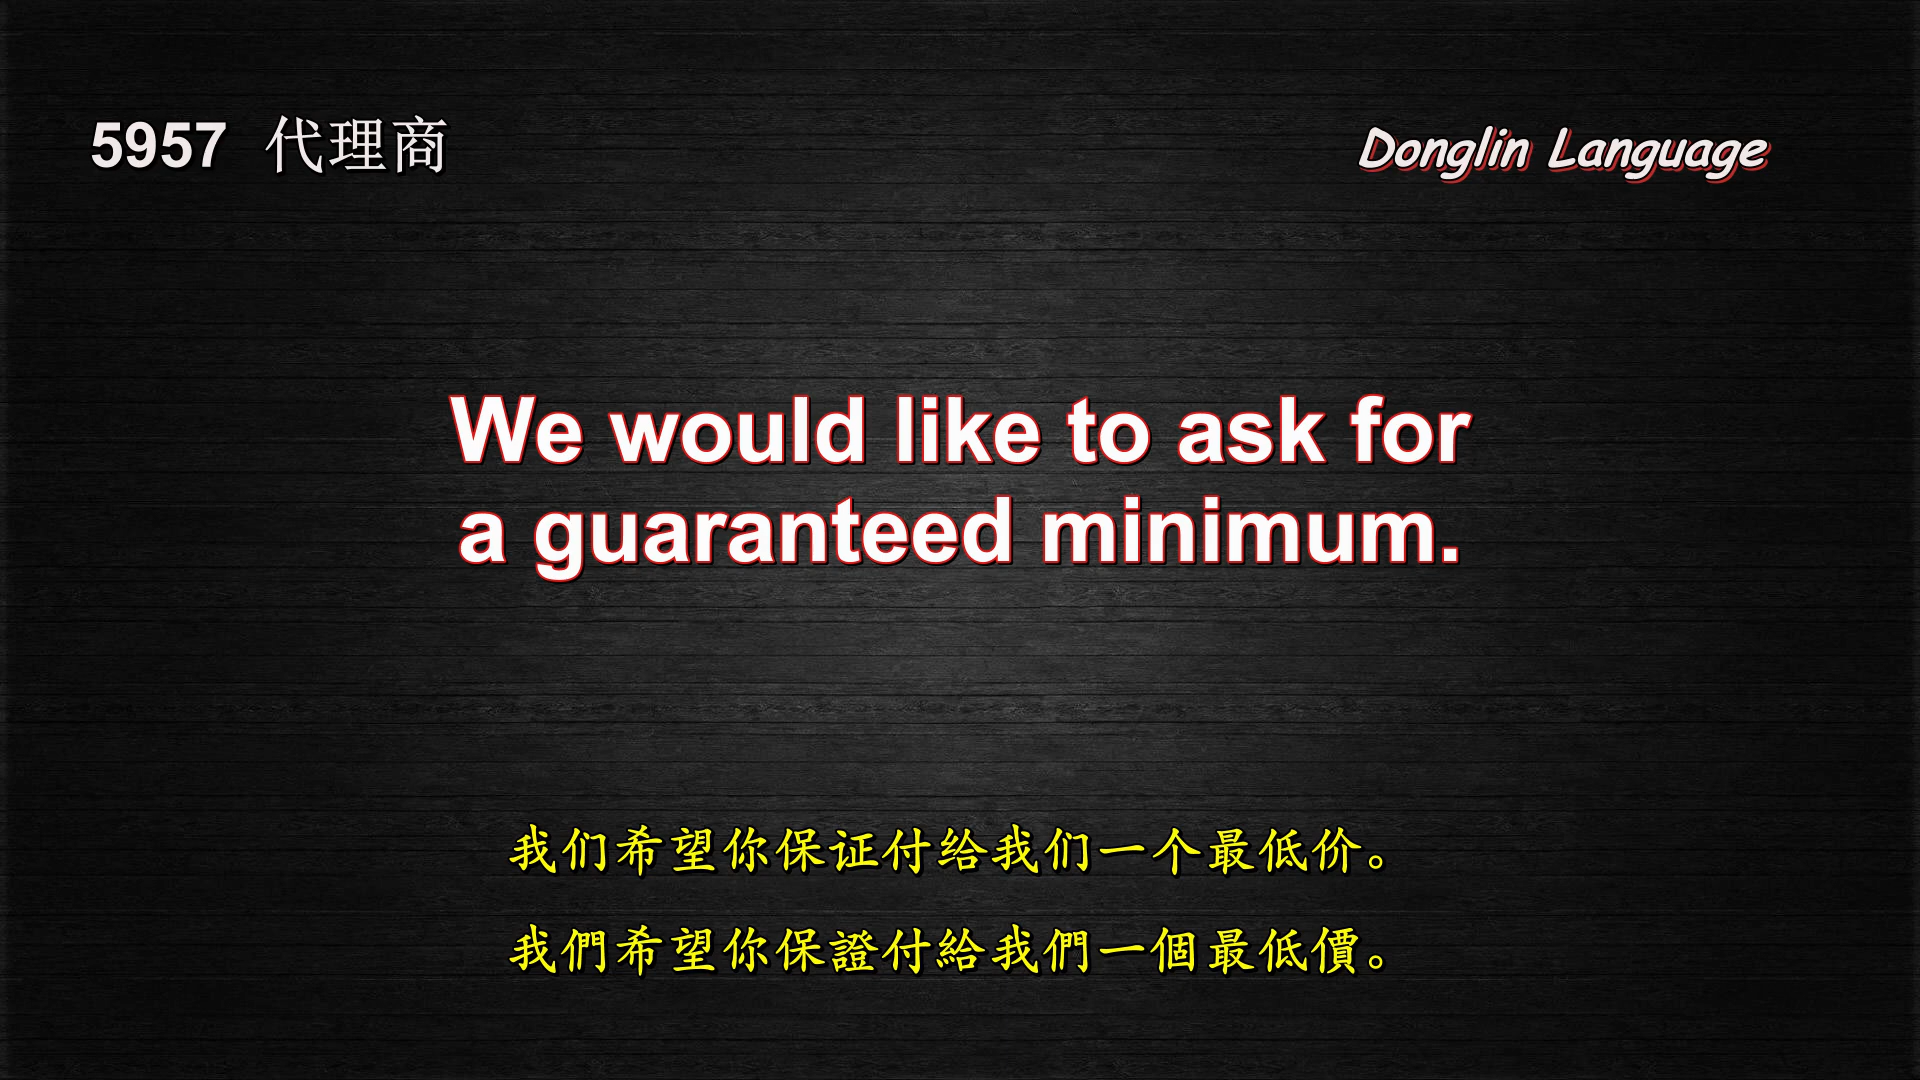 5957 代理商
Donglin Language
We would like to ask for
a guaranteed minimum.
我们希望你保证付给我们一个最低价。
我們希望你保證付給我們一個最低價。